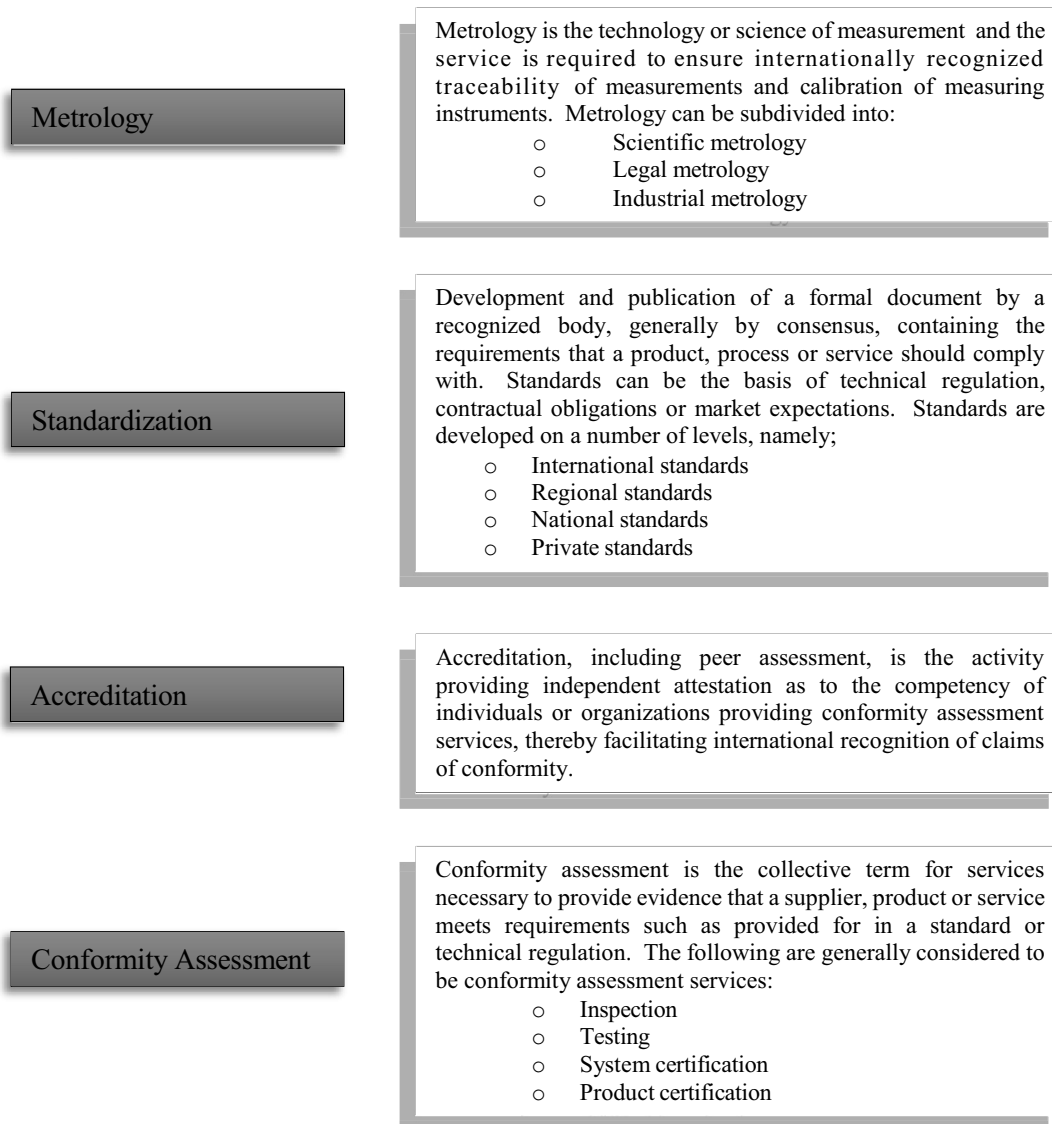 Metrology
Metrology is the technology or science of measurement and the
service is required to ensure internationally recognized
traceability of measurements and calibration of measuring
instruments. Metrology can be subdivided into:
o Scientific metrology
o Legal metrology
o Industrial metrology
Standardization
Development and publication of a formal document by a
recognized body, generally by consensus, containing the
requirements that a product, process or service should comply
with. Standards can be the basis of technical regulation,
contractual obligations or market expectations. Standards are
developed on a number of levels, namely;
o International standards
o Regional standards
o National standards
o Private standards
Accreditation
Accreditation, including peer assessment, is the activity
providing independent attestation as to the competency of
individuals or organizations providing conformity assessment
services, thereby facilitating international recognition of claims
of conformity.
Conformity Assessment
Conformity assessment is the collective term for services
necessary to provide evidence that a supplier, product or service
meets requirements such as provided for in a standard or
technical regulation. The following are generally considered to
be conformity assessment services:
o Inspection
o Testing
o System certification
o Product certification